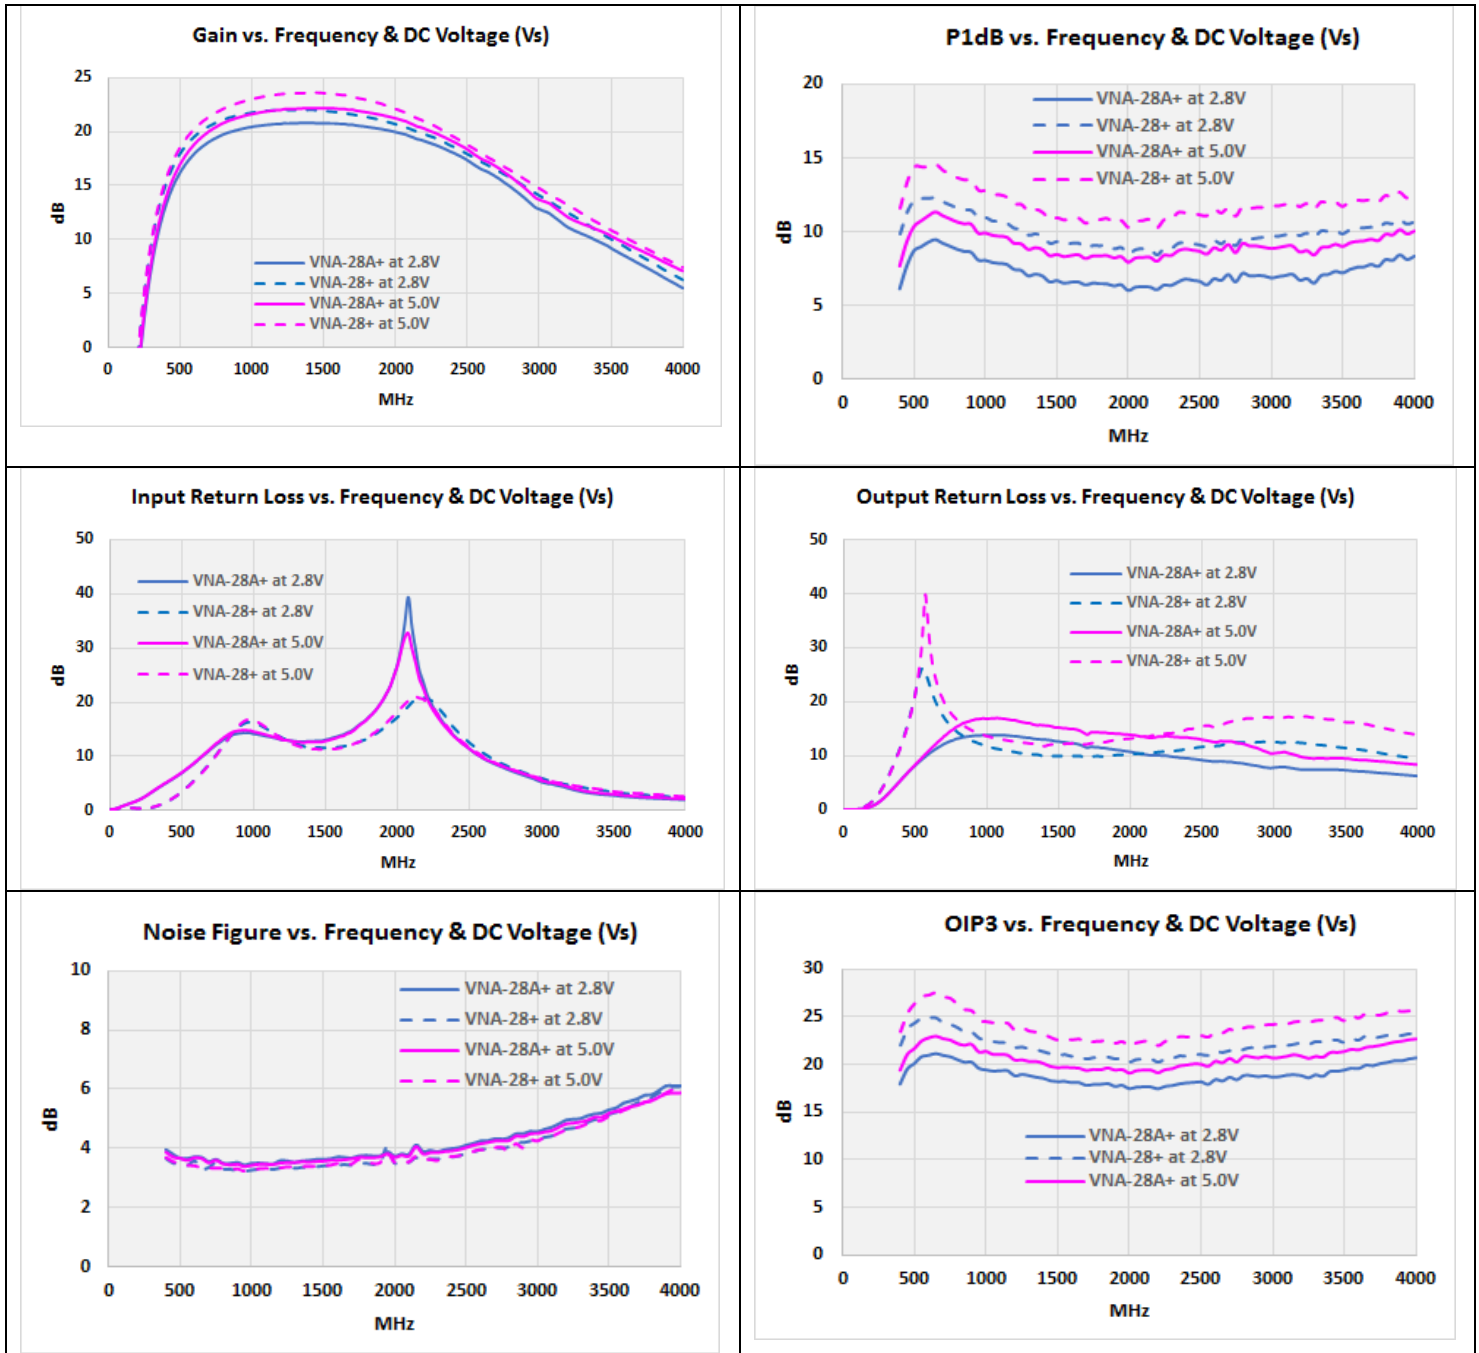 Gain vs. Frequency & DC Voltage (Vs)
25
20
15
10
5
0
dB
VNA-28A+ at 2.8V
VNA-28+ at 2.8V
VNA-28A+ at 5.0V
VNA-28+ at 5.0V
0 500 1000 1500 2000 2500 3000 3500 4000
MHz
P1dB vs. Frequency & DC Voltage (Vs)
20
15
10
5
0
dB
VNA-28A+ at 2.8V
VNA-28+ at 2.8V
VNA-28A+ at 5.0V
VNA-28+ at 5.0V
0 500 1000 1500 2000 2500 3000 3500 4000
MHz
Input Return Loss vs. Frequency & DC Voltage (Vs)
50
40
30
20
10
0
dB
VNA-28A+ at 2.8V
VNA-28+ at 2.8V
VNA-28A+ at 5.0V
VNA-28+ at 5.0V
0 500 1000 1500 2000 2500 3000 3500 4000
MHz
Output Return Loss vs. Frequency & DC Voltage (Vs)
50
40
30
20
10
0
dB
VNA-28A+ at 2.8V
VNA-28+ at 2.8V
VNA-28A+ at 5.0V
VNA-28+ at 5.0V
0 500 1000 1500 2000 2500 3000 3500 4000
MHz
Noise Figure vs. Frequency & DC Voltage (Vs)
10
8
6
4
2
0
dB
VNA-28A+ at 2.8V
VNA-28+ at 2.8V
VNA-28A+ at 5.0V
VNA-28+ at 5.0V
0 500 1000 1500 2000 2500 3000 3500 4000
MHz
OIP3 vs. Frequency & DC Voltage (Vs)
30
25
20
15
10
5
0
dB
VNA-28A+ at 2.8V
VNA-28+ at 2.8V
VNA-28A+ at 5.0V
0 500 1000 1500 2000 2500 3000 3500 4000
MHz